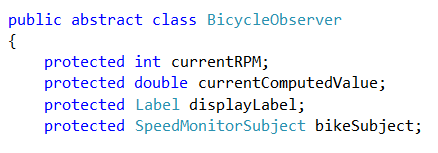 public abstract class BicycleObserver
{
    protected int currentRPM;
    protected double currentComputedValue;
    protected Label displayLabel;
    protected SpeedMonitorSubject bikeSubject;